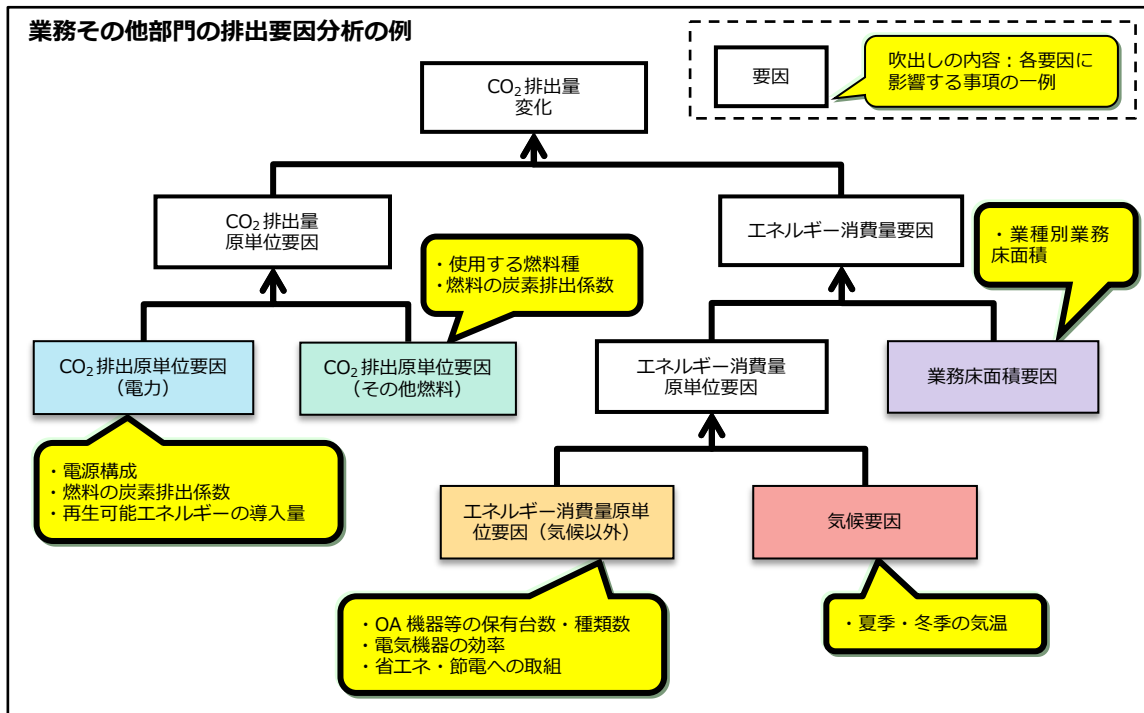 業務その他部門の排出要因分析の例
要因
吹出しの内容：各要因に
影響する事項の一例
CO₂排出量
変化
CO₂排出量
原単位要因
エネルギー消費量要因
・業種別業務
床面積
・使用する燃料種
・燃料の炭素排出係数
CO₂排出原単位要因
（電力）
CO₂排出原単位要因
（その他燃料）
エネルギー消費量
原単位要因
業務床面積要因
・電源構成
・燃料の炭素排出係数
・再生可能エネルギーの導入量
エネルギー消費量原単
位要因（気候以外）
気候要因
・OA 機器等の保有台数・種類数
・電気機器の効率
・省エネ・節電への取組
・夏季・冬季の気温